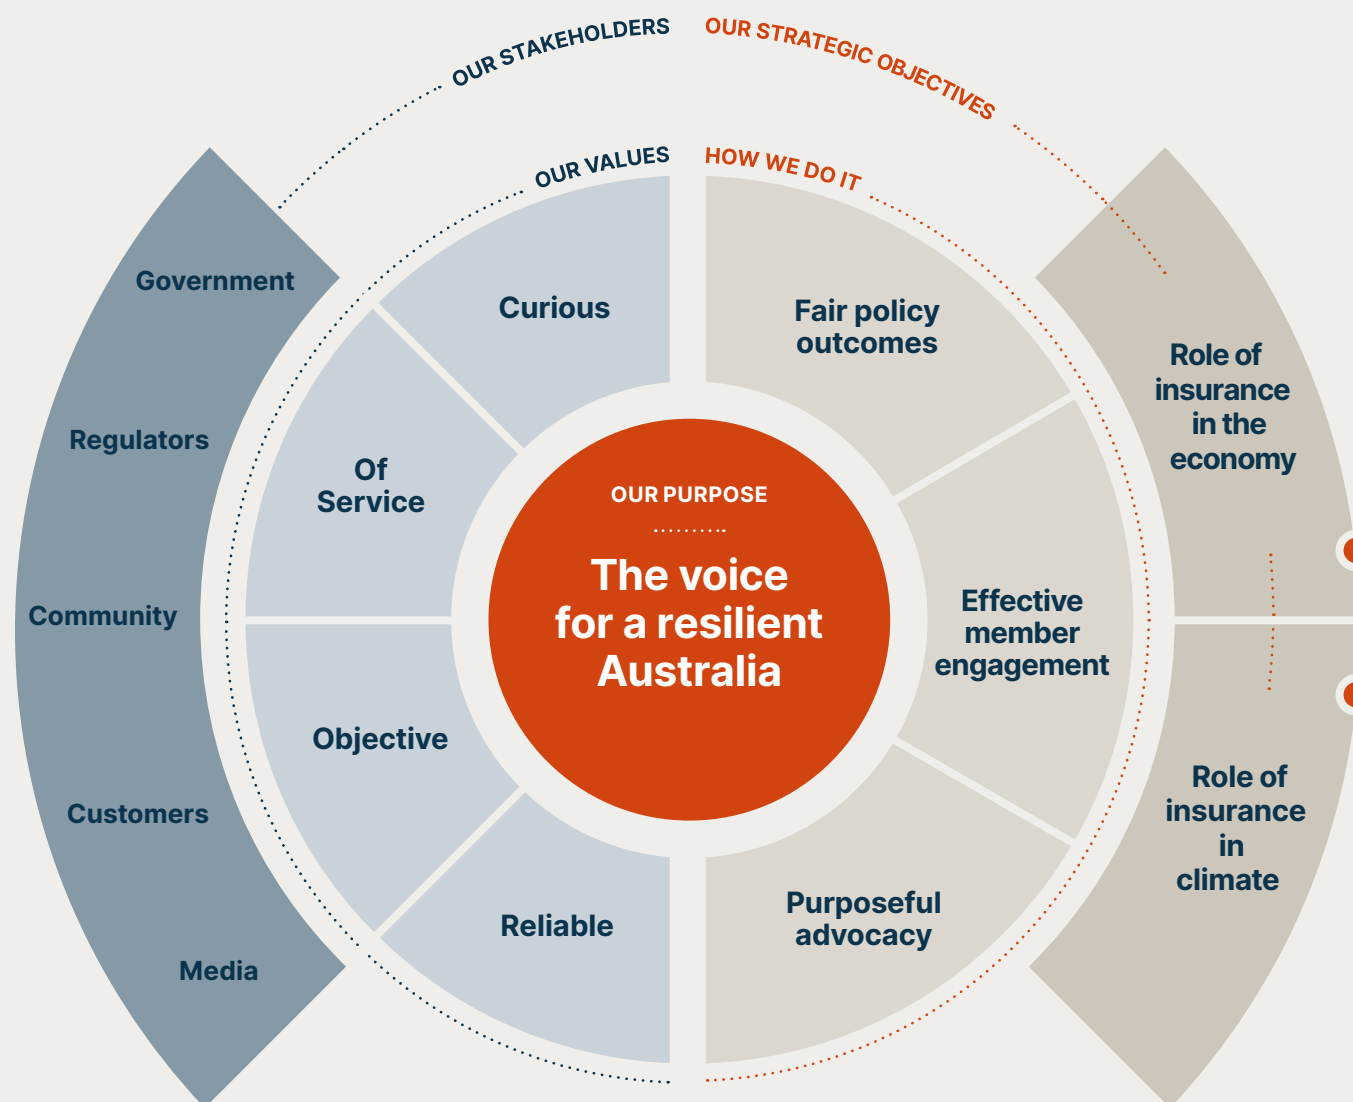 OUR STAKEHOLDERS
OUR STRATEGIC OBJECTIVES
OUR VALUES
HOW WE DO IT
Government
Regulators
Community
Customers
Media
Curious
Of
Service
Objective
Reliable
OUR PURPOSE
The voice
for a resilient
Australia
Fair policy
outcomes
Effective
member
engagement
Purposeful
advocacy
Role of
insurance
in the
economy
Role of
insurance
in
climate